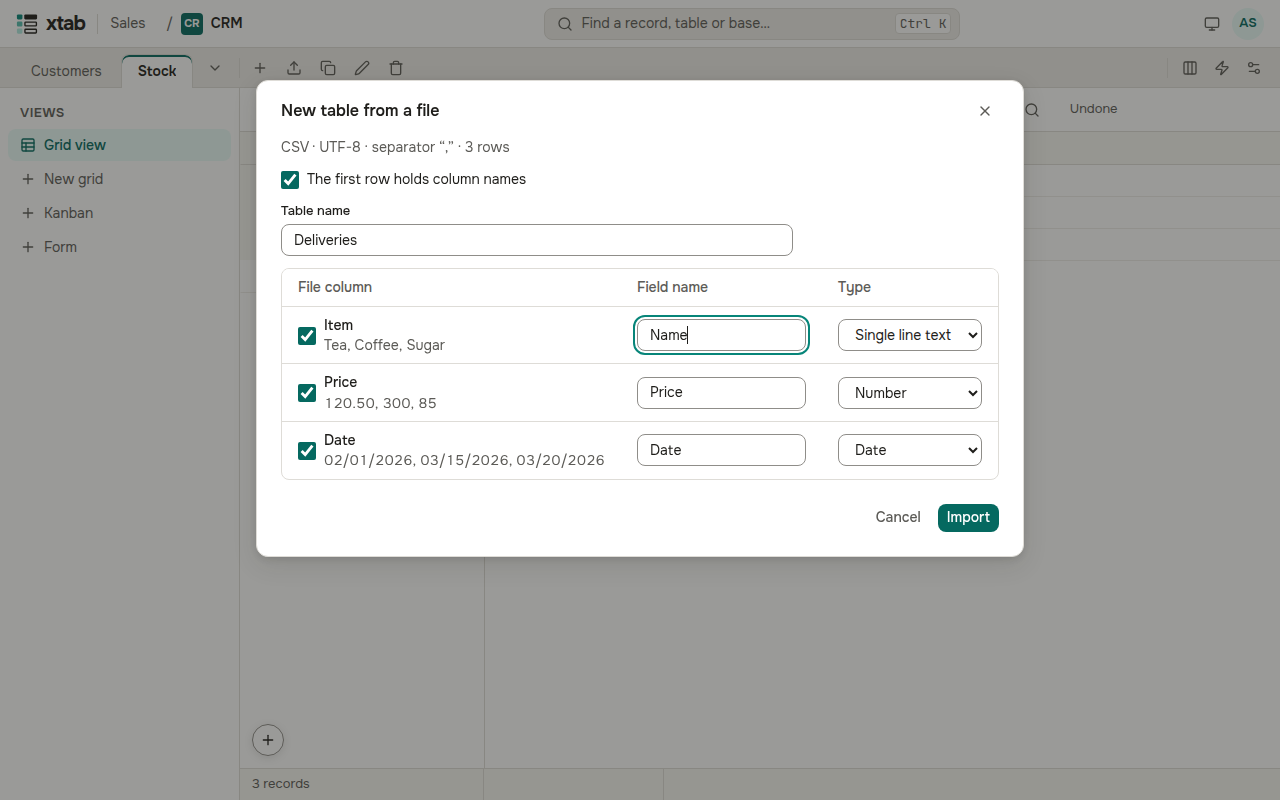 xtab
Sales / CR CRM
Find a record, table or base...
Ctrl K
AS
Customers
Stock
VIEWS
Grid view
New grid
Kanban
Form
Undone
New table from a file
CSV · UTF-8 · separator “,” · 3 rows
The first row holds column names
Table name
Deliveries
File column Field name Type
Item
Tea, Coffee, Sugar
Name
Single line text
Price
120.50, 300, 85
Price
Number
Date
02/01/2026, 03/15/2026, 03/20/2026
Date
Date
Cancel
Import
3 records